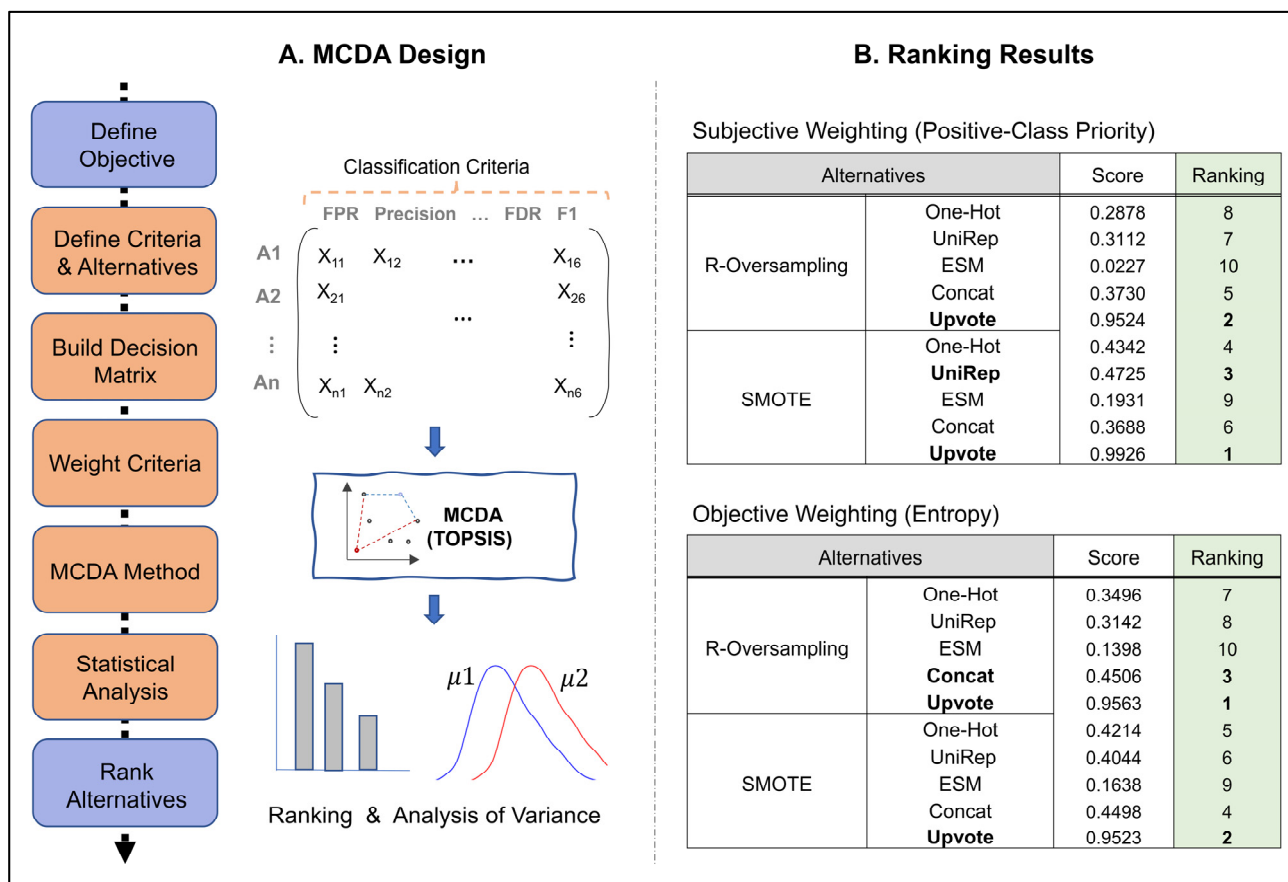 A. MCDA Design
Define
Objective
Define Criteria
& Alternatives
Build Decision
Matrix
Weight Criteria
MCDA Method
Statistical
Analysis
Rank
Alternatives
Classification Criteria
FPR Precision ... FDR F1
A1 X11 X12 ... X16
A2 X21 ... X26
⋮ ⋮ ⋮
An Xn1 Xn2 Xn6
MCDA
(TOPSIS)
μ1 μ2
Ranking & Analysis of Variance
B. Ranking Results
Subjective Weighting (Positive-Class Priority)
Alternatives Score Ranking
R-Oversampling
One-Hot 0.2878 8
UniRep 0.3112 7
ESM 0.0227 10
Concat 0.3730 5
Upvote 0.9524 2
SMOTE
One-Hot 0.4342 4
UniRep 0.4725 3
ESM 0.1931 9
Concat 0.3688 6
Upvote 0.9926 1
Objective Weighting (Entropy)
Alternatives Score Ranking
R-Oversampling
One-Hot 0.3496 7
UniRep 0.3142 8
ESM 0.1398 10
Concat 0.4506 3
Upvote 0.9563 1
SMOTE
One-Hot 0.4214 5
UniRep 0.4044 6
ESM 0.1638 9
Concat 0.4498 4
Upvote 0.9523 2